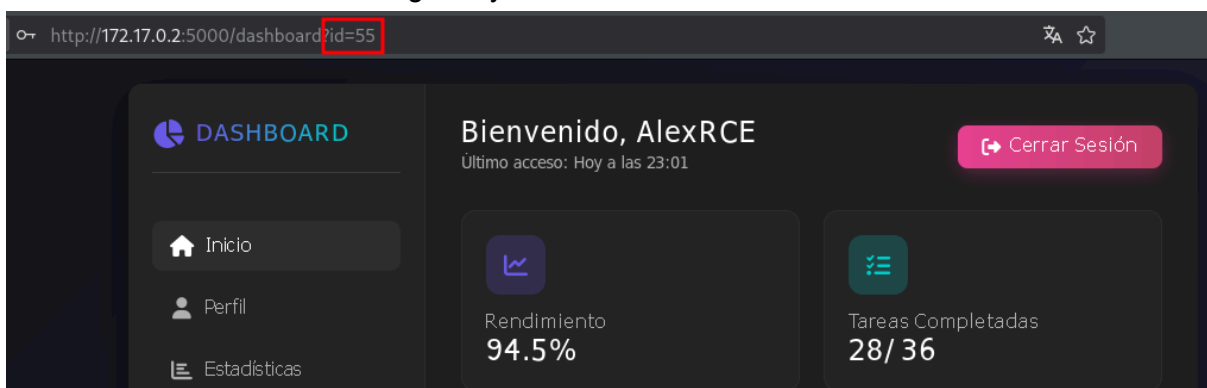 http://172.17.0.2:5000/dashboard?id=55
DASHBOARD
Bienvenido, AlexRCE
Último acceso: Hoy a las 23:01
Cerrar Sesión
Inicio
Perfil
Estadísticas
Rendimiento
94.5%
Tareas Completadas
28/36